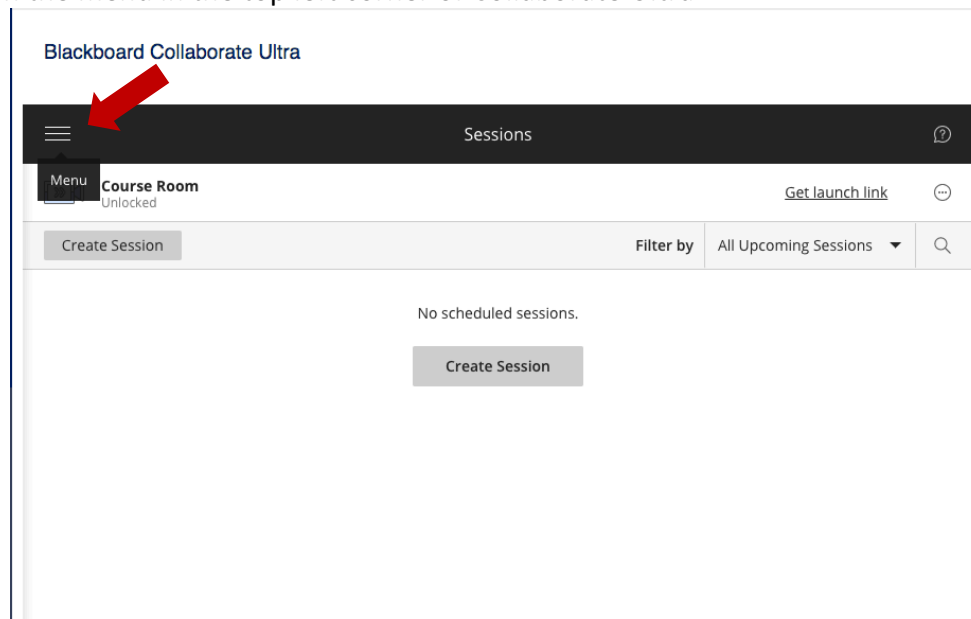 Blackboard Collaborate Ultra
Sessions
Menu
Course Room
Unlocked
Get launch link
Create Session
Filter by
All Upcoming Sessions
No scheduled sessions.
Create Session